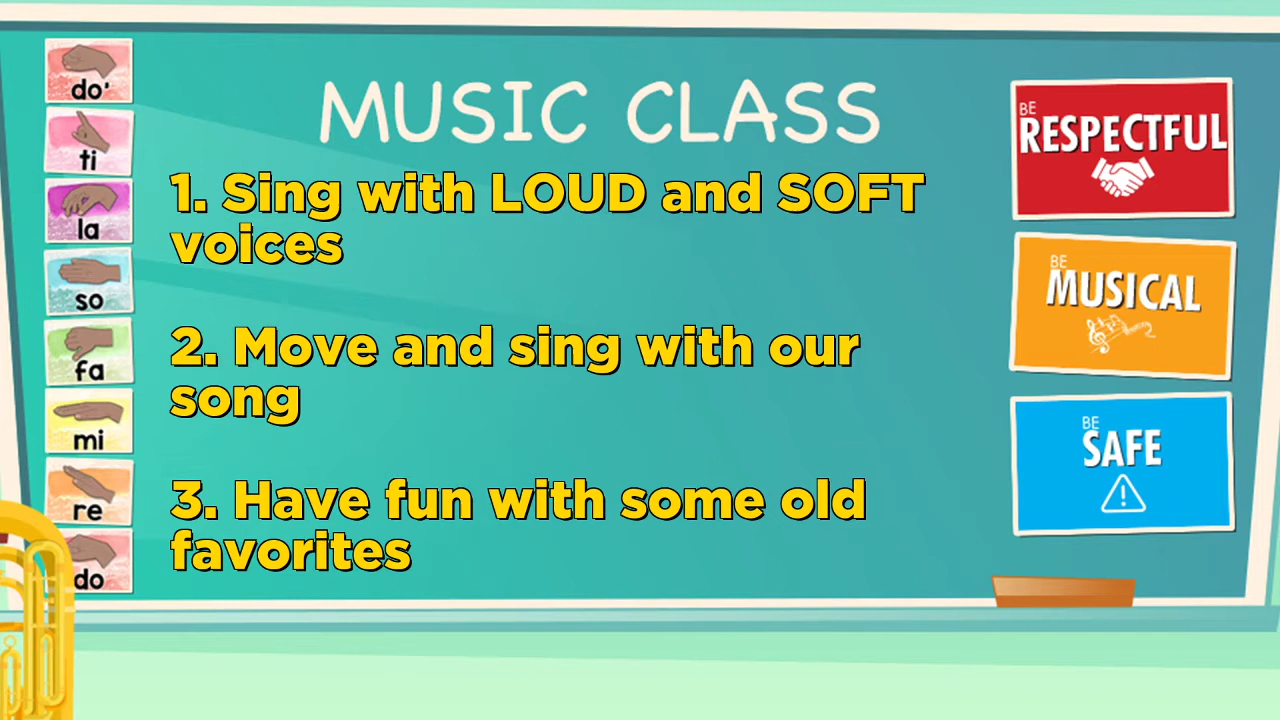 do'
ti
la
so
fa
mi
re
do
MUSIC CLASS
1. Sing with LOUD and SOFT
voices
2. Move and sing with our
song
3. Have fun with some old
favorites
BE
RESPECTFUL
BE
MUSICAL
BE
SAFE